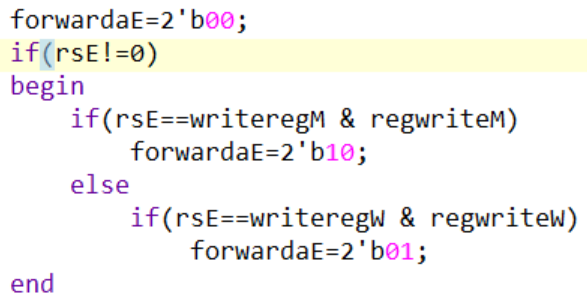 forwardaE=2'b00;
if(rsE!=0)
begin
    if(rsE==writeregM & regwriteM)
        forwardaE=2'b10;
    else
        if(rsE==writeregW & regwriteW)
            forwardaE=2'b01;
end